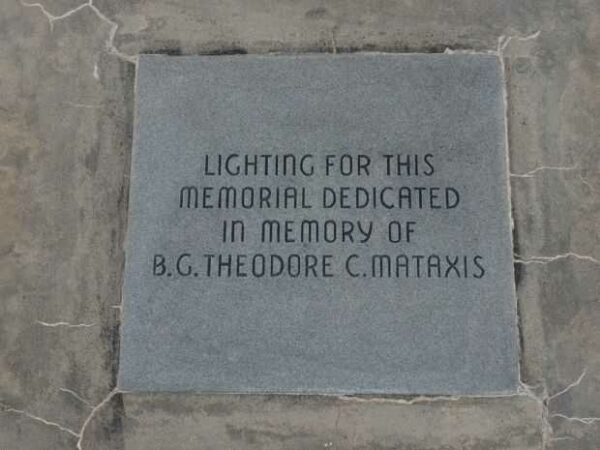 LIGHTING FOR THIS
MEMORIAL DEDICATED
IN MEMORY OF
B.G. THEODORE C. MATAXIS